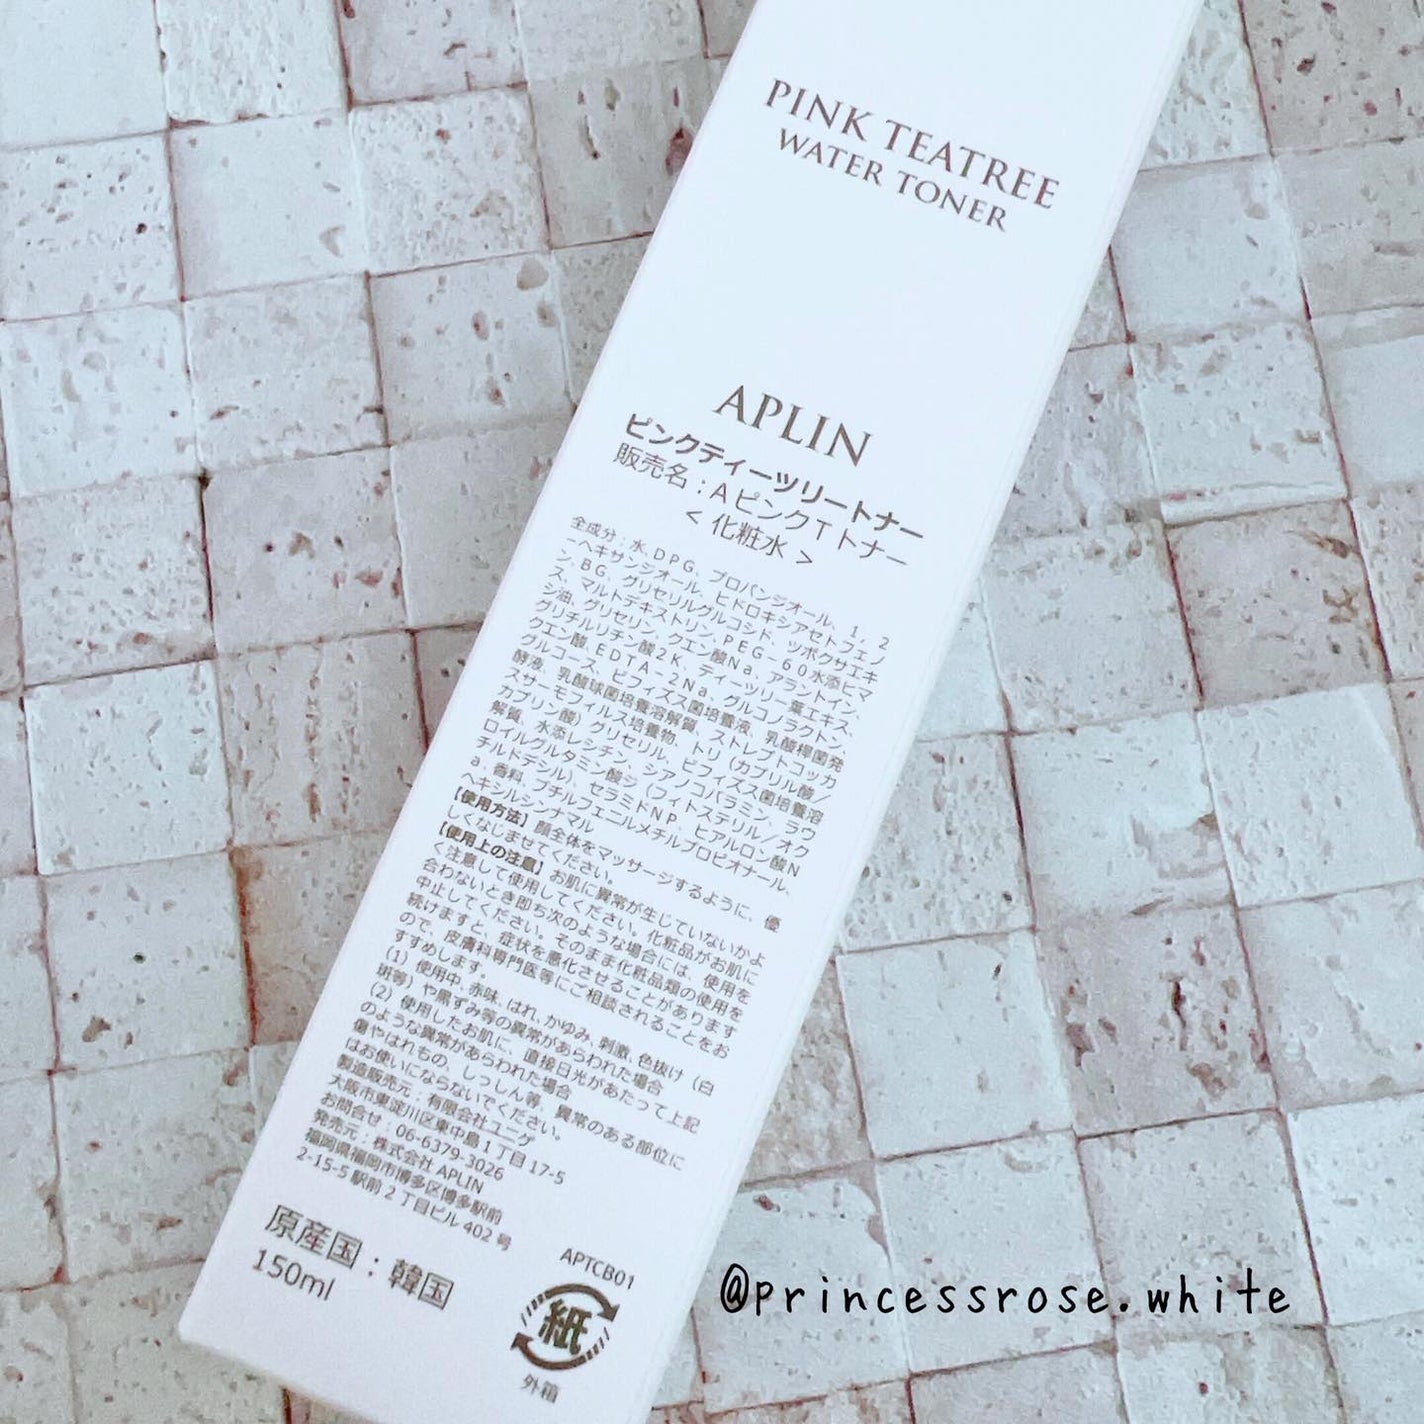 PINK TEATREE
WATER TONER
APLIN
ピンクティーツリートナー
販売名：AピンクTトナー
＜化粧水＞
全成分：水、DPG、プロパンジオール、1，2
ーヘキサンジオール、ヒドロキシアセトフェノ
ン、BG、グリセリルグルコシド、ツボクサエキ
ス、マルトデキストリン、PEG－60水添ヒマ
シ油、グリセリン、クエン酸Na、アラントイン、
グリチルリチン酸2K、ティーツリー葉エキス、
クエン酸、EDTA－2Na、グルコノラクトン、
グルコース、ビフィズス菌培養液、乳酸桿菌発
酵液、乳酸球菌培養溶解質、ストレプトコッカ
スサーモフィルス培養物、トリ（カプリル酸／
カプリン酸）グリセリル、ビフィズス菌培養溶
解質、水添レシチン、シアノコバラミン、ラウ
ロイルグルタミン酸ジ（フィトステリル／オク
チルドデシル）、セラミドNP、ヒアルロン酸N
a、香料、ブチルフェニルメチルプロピオナール、
ヘキシルシンナマル
【使用方法】顔全体をマッサージするように、優
しくなじませてください。
【使用上の注意】お肌に異常が生じていないかよ
く注意して使用してください。化粧品がお肌に
合わないとき即ち次のような場合には、使用を
中止してください。そのまま化粧品類の使用を
続けますと、症状を悪化させることがあります
ので、皮膚科専門医等にご相談されることをお
すすめします。
(1) 使用中、赤味、はれ、かゆみ、刺激、色抜け（白
斑等）や黒ずみ等の異常があらわれた場合
(2) 使用したお肌に、直接日光があたって上記
のような異常があらわれた場合
傷やはれもの、しっしん等、異常のある部位に
はお使いにならないでください。
製造販売元：有限会社ユニゲ
大阪市東淀川区東中島1丁目17-5
お問合せ：06-6379-3026
発売元：株式会社APLIN
福岡県福岡市博多区博多駅前
2-15-5 駅前2丁目ビル402号
原産国：韓国
150ml
APTCB01
紙
外箱
@princessrose.white